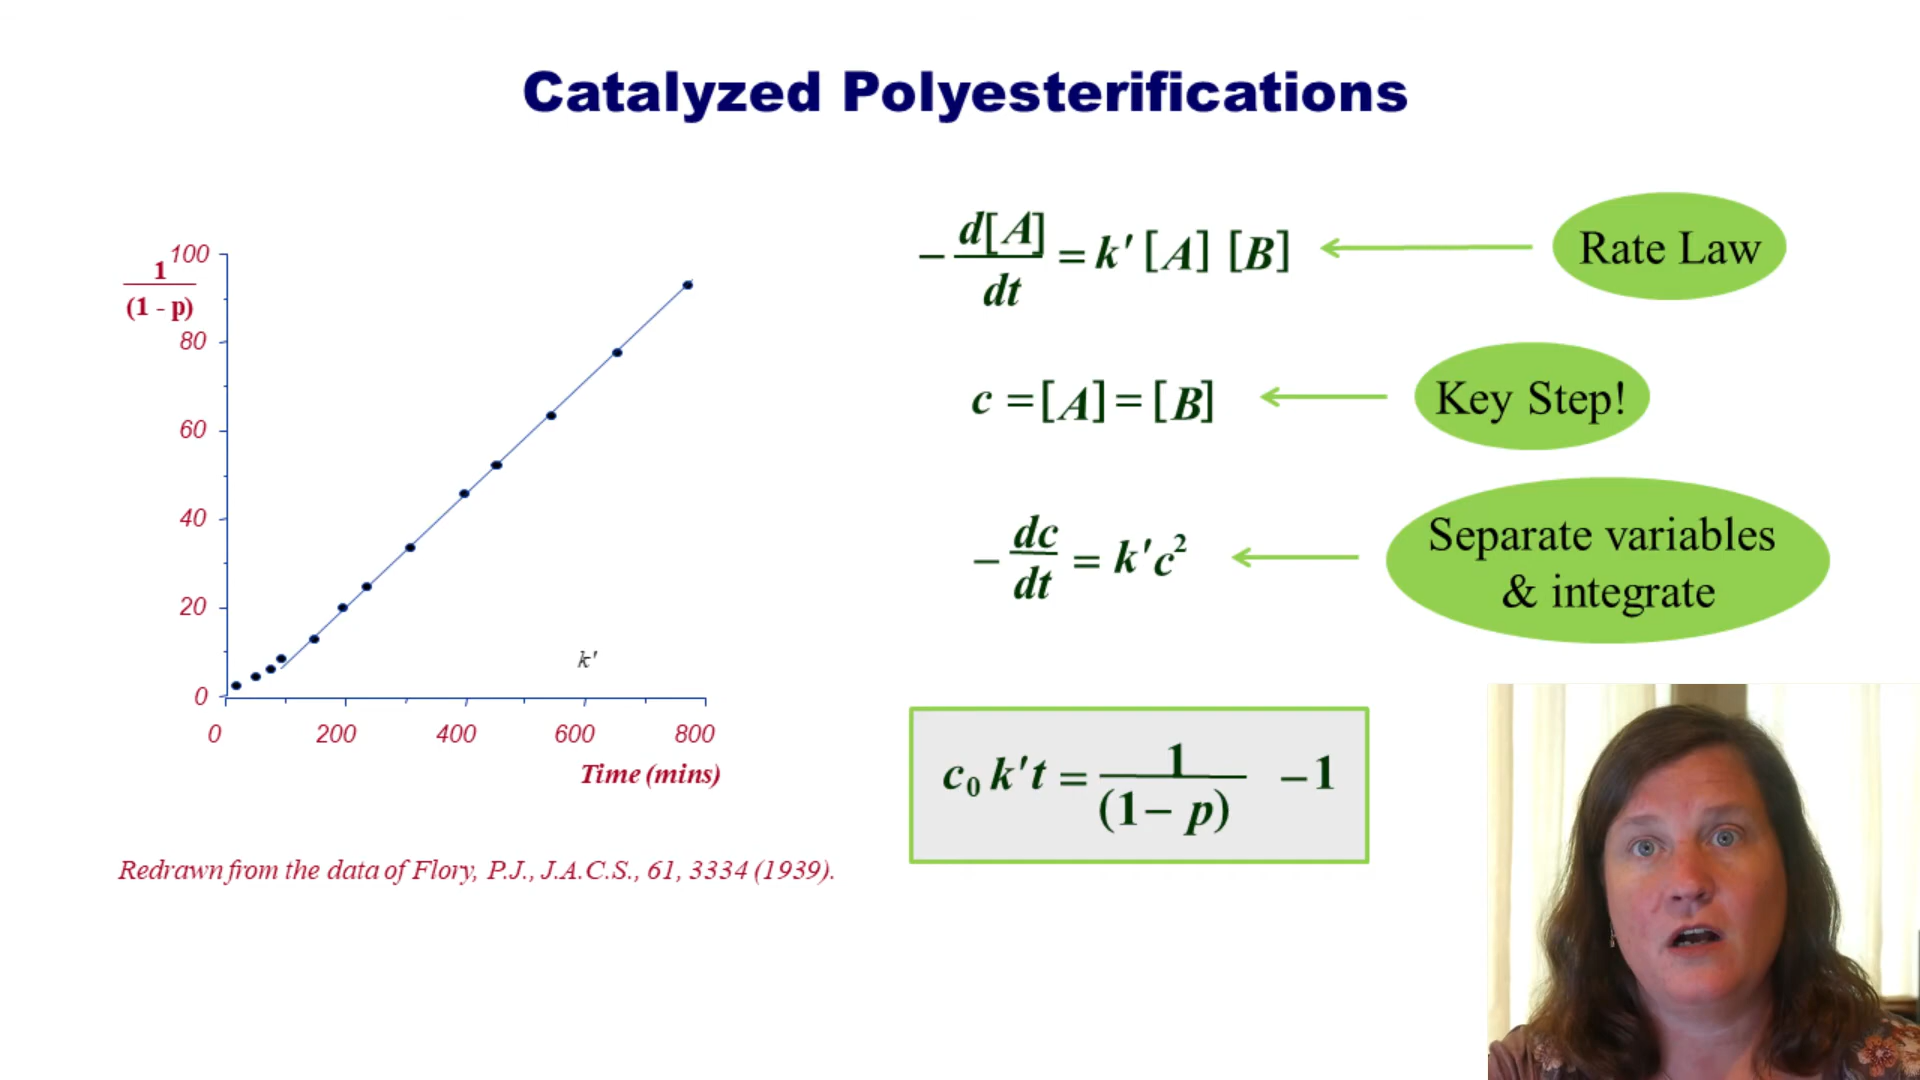 Catalyzed Polyesterifications
1
(1 - p)
100
80
60
40
20
0
k'
0 200 400 600 800
Time (mins)
Redrawn from the data of Flory, P.J., J.A.C.S., 61, 3334 (1939).
− d[A]/dt = k' [A] [B]
Rate Law
c = [A] = [B]
Key Step!
− dc/dt = k'c²
Separate variables
& integrate
c₀ k't = 1/(1− p) −1